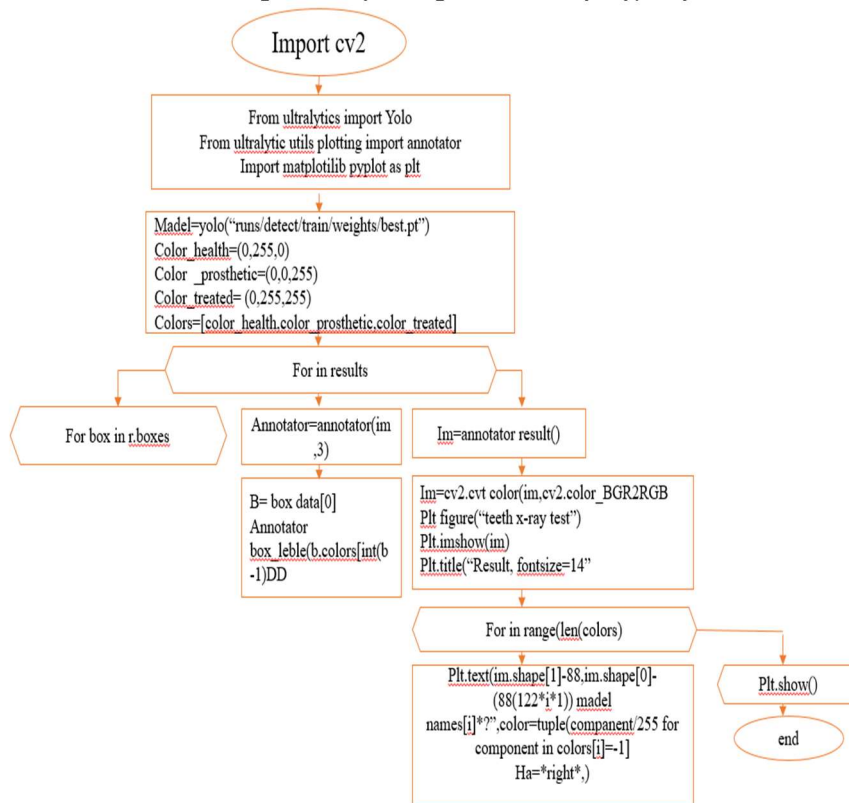 Import cv2
From ultralytics import Yolo
From ultralytic utils plotting import annotator
Import matplotilib pyplot as plt
Madel=yolo(“runs/detect/train/weights/best.pt”)
Color_health=(0,255,0)
Color _prosthetic=(0,0,255)
Color_treated= (0,255,255)
Colors=[color_health,color_prosthetic,color_treated]
For in results
For box in r.boxes
Annotator=annotator(im
,3)
B= box data[0]
Annotator
box_leble(b.colors[int(b
-1)DD
Im=annotator result()
Im=cv2.cvt color(im,cv2.color_BGR2RGB
Plt figure(“teeth x-ray test”)
Plt.imshow(im)
Plt.title(“Result, fontsize=14”
For in range(len(colors)
Plt.text(im.shape[1]-88,im.shape[0]-
(88(122*i*1)) madel
names[i]*?”,color=tuple(companent/255 for
component in colors[i]=-1]
Ha=*right*,)
Plt.show()
end